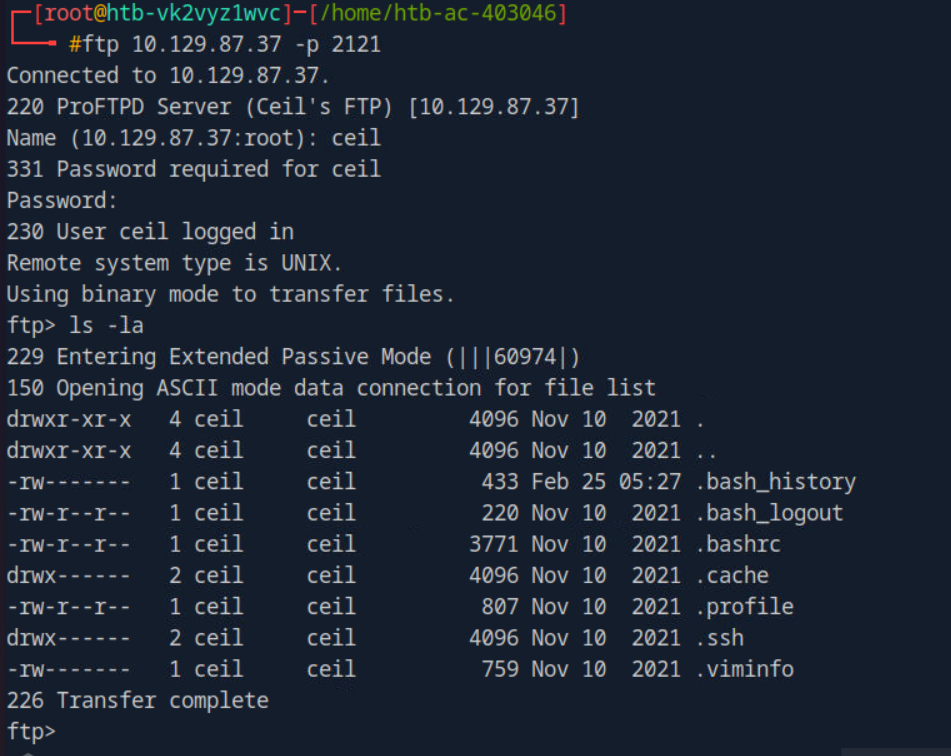 [root@htb-vk2vyz1wvc]-[/home/htb-ac-403046]
#ftp 10.129.87.37 -p 2121
Connected to 10.129.87.37.
220 ProFTPD Server (Ceil's FTP) [10.129.87.37]
Name (10.129.87.37:root): ceil
331 Password required for ceil
Password:
230 User ceil logged in
Remote system type is UNIX.
Using binary mode to transfer files.
ftp> ls -la
229 Entering Extended Passive Mode (|||60974|)
150 Opening ASCII mode data connection for file list
drwxr-xr-x   4 ceil     ceil         4096 Nov 10  2021 .
drwxr-xr-x   4 ceil     ceil         4096 Nov 10  2021 ..
-rw-------   1 ceil     ceil          433 Feb 25 05:27 .bash_history
-rw-r--r--   1 ceil     ceil          220 Nov 10  2021 .bash_logout
-rw-r--r--   1 ceil     ceil         3771 Nov 10  2021 .bashrc
drwx------   2 ceil     ceil         4096 Nov 10  2021 .cache
-rw-r--r--   1 ceil     ceil          807 Nov 10  2021 .profile
drwx------   2 ceil     ceil         4096 Nov 10  2021 .ssh
-rw-------   1 ceil     ceil          759 Nov 10  2021 .viminfo
226 Transfer complete
ftp>